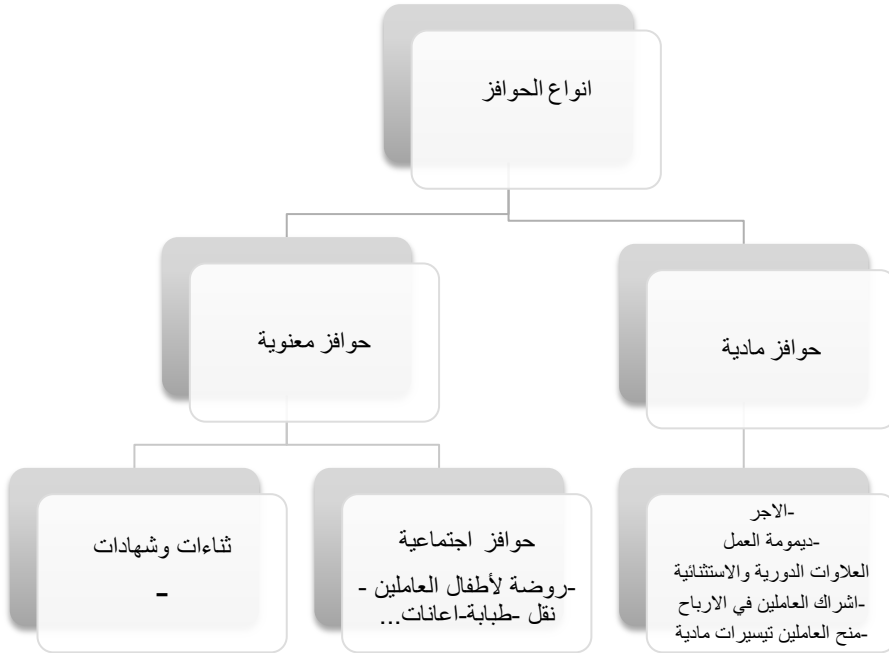 انواع الحوافز
حوافز مادية
حوافز معنوية
-الاجر
-ديمومة العمل
العلاوات الدورية والاستثنائية
-اشراك العاملين في الارباح
-منح العاملين تيسيرات مادية
حوافز اجتماعية
-روضة لأطفال العاملين -
نقل -طبابة-اعانات...
ثناءات وشهادات
-